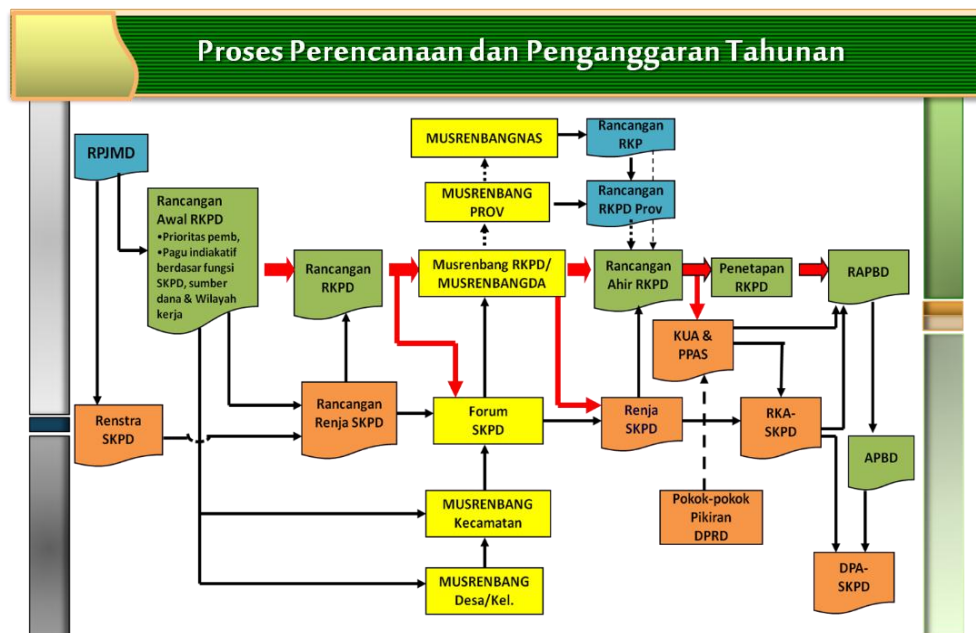 Proses Perencanaan dan Penganggaran Tahunan
RPJMD
Rancangan
Awal RKPD
•Prioritas pemb,
•Pagu indiakatif
berdasar fungsi
SKPD, sumber
dana & Wilayah
kerja
Renstra
SKPD
Rancangan
RKPD
Rancangan
Renja SKPD
MUSRENBANGNAS
MUSRENBANG
PROV
Musrenbang RKPD/
MUSRENBANGDA
Forum
SKPD
MUSRENBANG
Kecamatan
MUSRENBANG
Desa/Kel.
Rancangan
RKP
Rancangan
RKPD Prov
Rancangan
Ahir RKPD
Renja
SKPD
Penetapan
RKPD
KUA &
PPAS
Pokok-pokok
Pikiran
DPRD
RAPBD
RKA-
SKPD
APBD
DPA-
SKPD